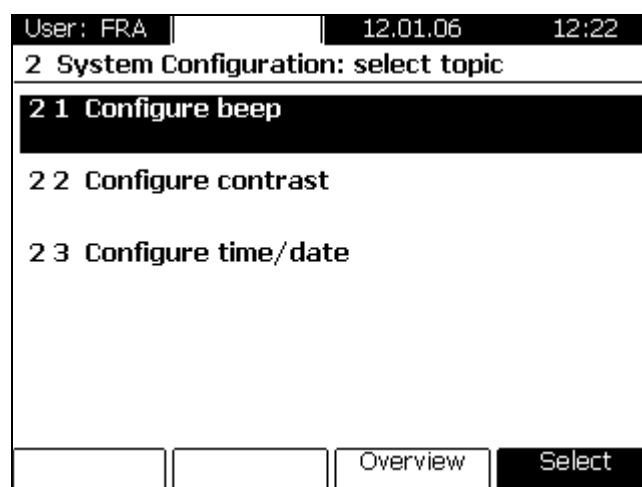 User: FRA 12.01.06 12:22
2 System Configuration: select topic
2 1 Configure beep
2 2 Configure contrast
2 3 Configure time/date
Overview Select